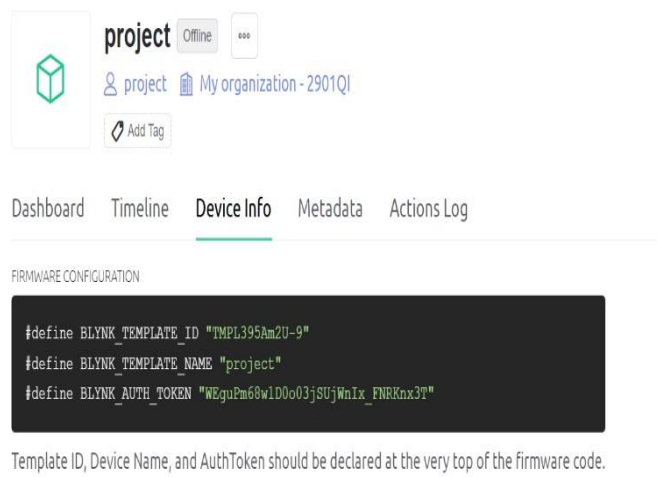 project Offline ooo
project My organization - 2901QI
Add Tag
Dashboard Timeline Device Info Metadata Actions Log
FIRMWARE CONFIGURATION
#define BLYNK_TEMPLATE_ID "TMPL395Am2U-9"
#define BLYNK_TEMPLATE_NAME "project"
#define BLYNK_AUTH_TOKEN "WEguPm68w1D0o03jSUjWnIx_FNRKnx3T"
Template ID, Device Name, and AuthToken should be declared at the very top of the firmware code.